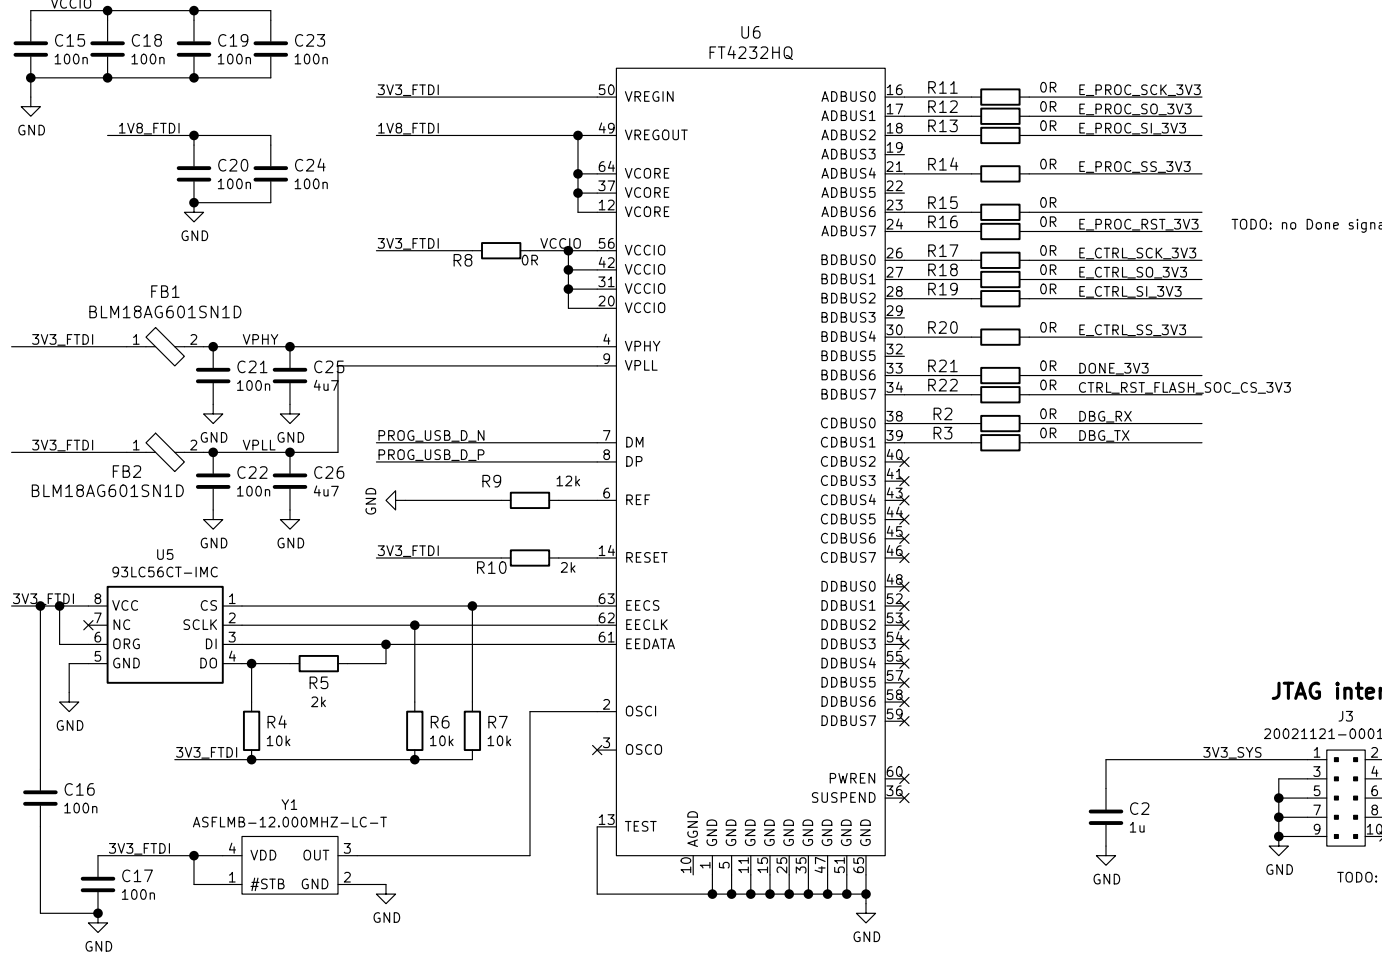 VCCIO
C15
100n
C18
100n
C19
100n
C23
100n
GND
1V8_FTDI
C20
100n
C24
100n
GND
FB1
BLM18AG601SN1D
3V3_FTDI
1
2
VPHY
C21
100n
C25
4u7
GND
GND
3V3_FTDI
1
2
VPLL
FB2
BLM18AG601SN1D
C22
100n
C26
4u7
GND
GND
U5
93LC56CT-IMC
3V3_FTDI
8 VCC
7 NC
6 ORG
5 GND
CS 1
SCLK 2
DI 3
DO 4
GND
R5
2k
R4
10k
R6
10k
R7
10k
3V3_FTDI
C16
100n
Y1
ASFLMB-12.000MHZ-LC-T
3V3_FTDI
4 VDD
1 #STB
OUT 3
GND 2
C17
100n
GND
GND
U6
FT4232HQ
3V3_FTDI 50 VREGIN
1V8_FTDI 49 VREGOUT
64 VCORE
37 VCORE
12 VCORE
3V3_FTDI R8 0R VCCIO 56 VCCIO
42 VCCIO
31 VCCIO
20 VCCIO
4 VPHY
9 VPLL
PROG_USB_D_N 7 DM
PROG_USB_D_P 8 DP
GND R9 12k 6 REF
3V3_FTDI R10 2k 14 RESET
63 EECS
62 EECLK
61 EEDATA
2 OSCI
3 OSCO
13 TEST
AGND 10
GND 1
GND 5
GND 11
GND 15
GND 25
GND 35
GND 47
GND 51
GND 65
GND
ADBUS0 16 R11 0R E_PROC_SCK_3V3
ADBUS1 17 R12 0R E_PROC_SO_3V3
ADBUS2 18 R13 0R E_PROC_SI_3V3
ADBUS3 19
ADBUS4 21 R14 0R E_PROC_SS_3V3
ADBUS5 22
ADBUS6 23 R15 0R
ADBUS7 24 R16 0R E_PROC_RST_3V3
TODO: no Done signa
BDBUS0 26 R17 0R E_CTRL_SCK_3V3
BDBUS1 27 R18 0R E_CTRL_SO_3V3
BDBUS2 28 R19 0R E_CTRL_SI_3V3
BDBUS3 29
BDBUS4 30 R20 0R E_CTRL_SS_3V3
BDBUS5 32
BDBUS6 33 R21 0R DONE_3V3
BDBUS7 34 R22 0R CTRL_RST_FLASH_SOC_CS_3V3
CDBUS0 38 R2 0R DBG_RX
CDBUS1 39 R3 0R DBG_TX
CDBUS2 40
CDBUS3 41
CDBUS4 43
CDBUS5 44
CDBUS6 45
CDBUS7 46
DDBUS0 48
DDBUS1 52
DDBUS2 53
DDBUS3 54
DDBUS4 55
DDBUS5 57
DDBUS6 58
DDBUS7 59
PWREN 60
SUSPEND 36
JTAG inter
J3
20021121-0001
3V3_SYS 1 2
3 4
5 6
7 8
9 10
C2
1u
GND
GND
TODO: